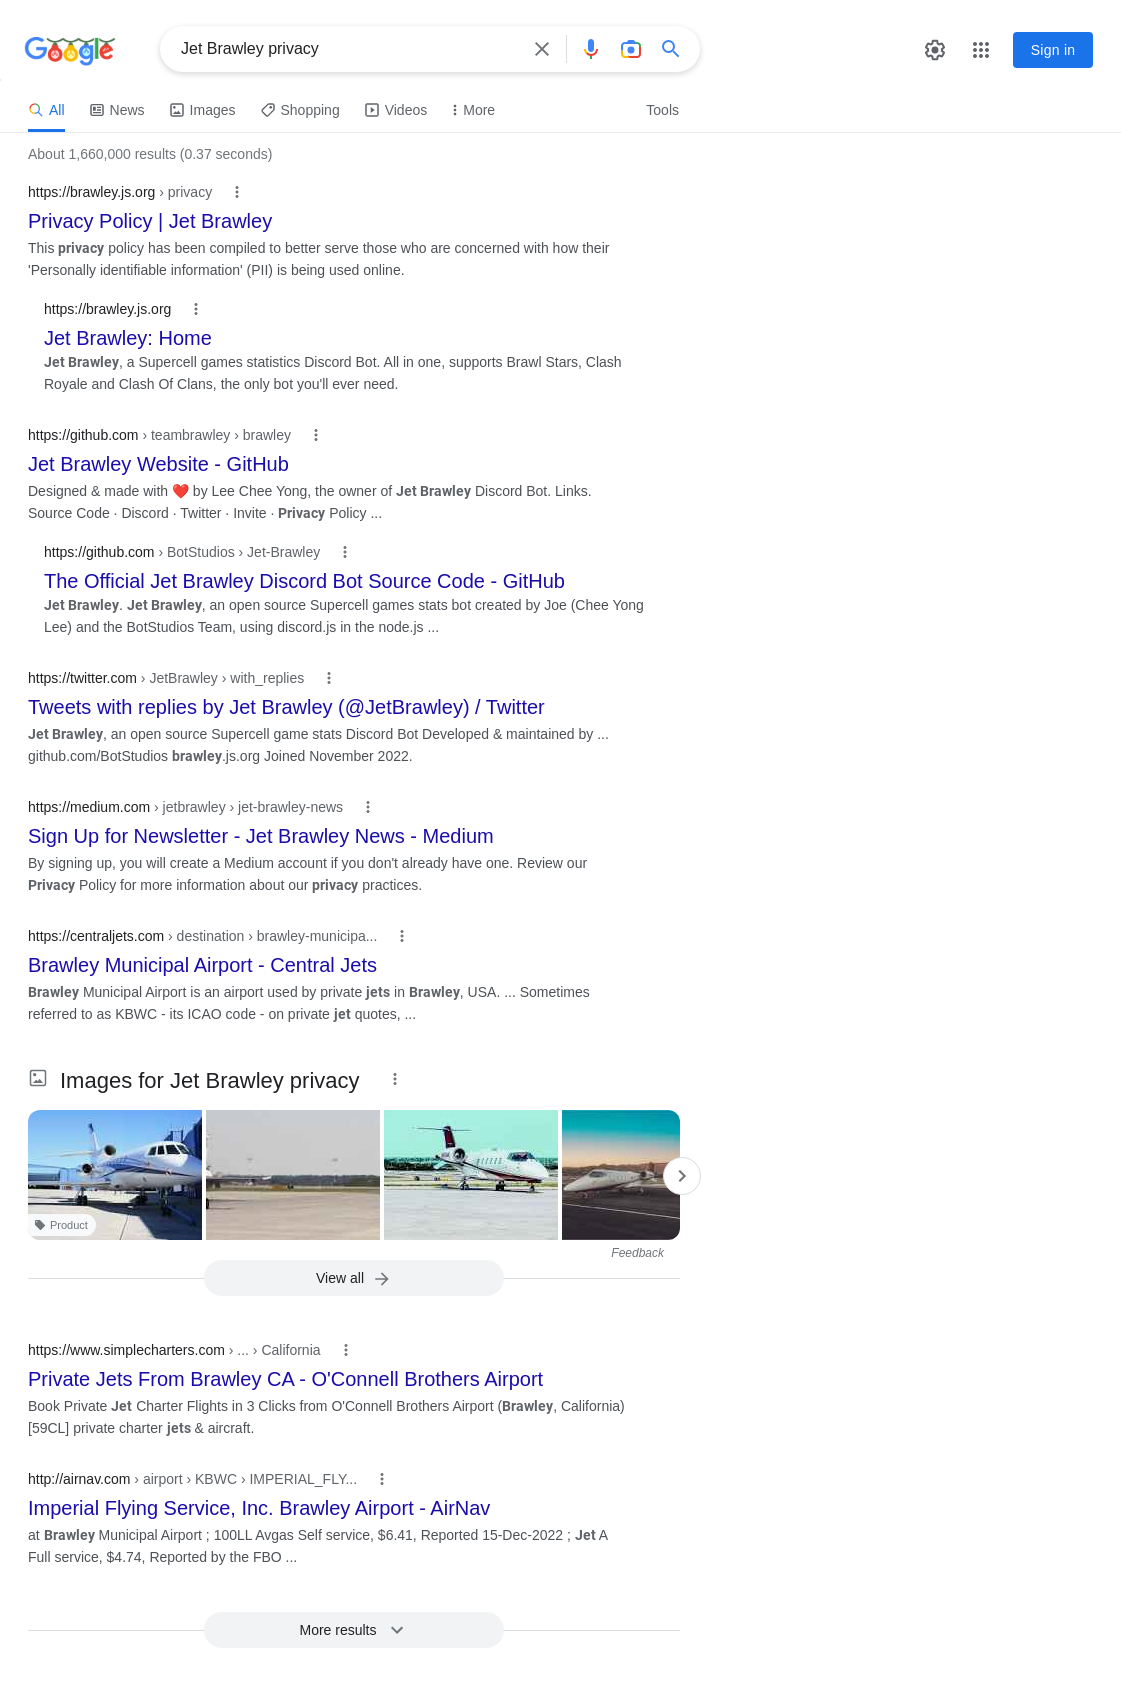 Google
Jet Brawley privacy
Sign in
All
News
Images
Shopping
Videos
More
Tools
About 1,660,000 results (0.37 seconds)
https://brawley.js.org › privacy
Privacy Policy | Jet Brawley
This privacy policy has been compiled to better serve those who are concerned with how their
'Personally identifiable information' (PII) is being used online.
https://brawley.js.org
Jet Brawley: Home
Jet Brawley, a Supercell games statistics Discord Bot. All in one, supports Brawl Stars, Clash
Royale and Clash Of Clans, the only bot you'll ever need.
https://github.com › teambrawley › brawley
Jet Brawley Website - GitHub
Designed & made with ❤️ by Lee Chee Yong, the owner of Jet Brawley Discord Bot. Links.
Source Code · Discord · Twitter · Invite · Privacy Policy ...
https://github.com › BotStudios › Jet-Brawley
The Official Jet Brawley Discord Bot Source Code - GitHub
Jet Brawley. Jet Brawley, an open source Supercell games stats bot created by Joe (Chee Yong
Lee) and the BotStudios Team, using discord.js in the node.js ...
https://twitter.com › JetBrawley › with_replies
Tweets with replies by Jet Brawley (@JetBrawley) / Twitter
Jet Brawley, an open source Supercell game stats Discord Bot Developed & maintained by ...
github.com/BotStudios brawley.js.org Joined November 2022.
https://medium.com › jetbrawley › jet-brawley-news
Sign Up for Newsletter - Jet Brawley News - Medium
By signing up, you will create a Medium account if you don't already have one. Review our
Privacy Policy for more information about our privacy practices.
https://centraljets.com › destination › brawley-municipa...
Brawley Municipal Airport - Central Jets
Brawley Municipal Airport is an airport used by private jets in Brawley, USA. ... Sometimes
referred to as KBWC - its ICAO code - on private jet quotes, ...
Images for Jet Brawley privacy
Product
Feedback
View all
https://www.simplecharters.com › ... › California
Private Jets From Brawley CA - O'Connell Brothers Airport
Book Private Jet Charter Flights in 3 Clicks from O'Connell Brothers Airport (Brawley, California)
[59CL] private charter jets & aircraft.
http://airnav.com › airport › KBWC › IMPERIAL_FLY...
Imperial Flying Service, Inc. Brawley Airport - AirNav
at Brawley Municipal Airport ; 100LL Avgas Self service, $6.41, Reported 15-Dec-2022 ; Jet A
Full service, $4.74, Reported by the FBO ...
More results